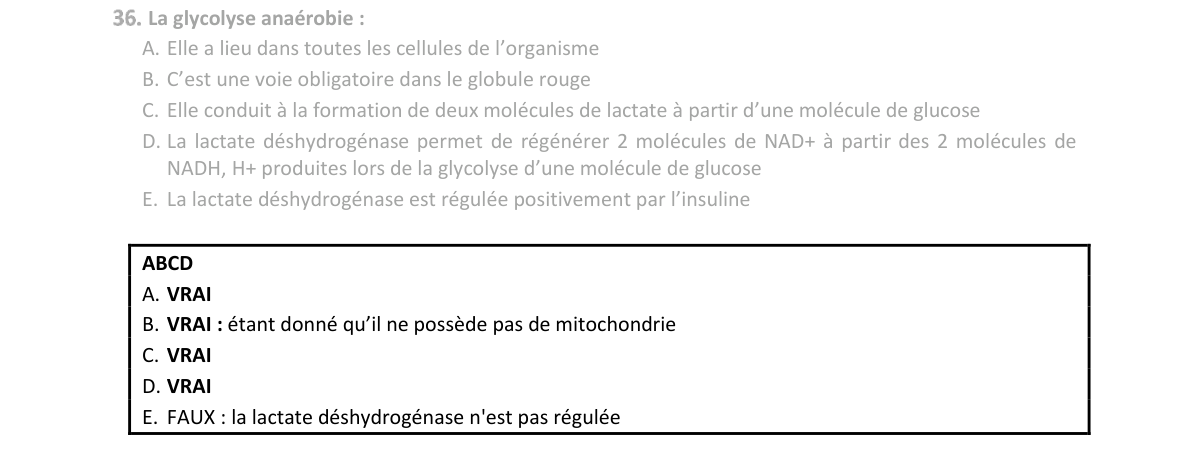 36. La glycolyse anaérobie :
A. Elle a lieu dans toutes les cellules de l’organisme
B. C’est une voie obligatoire dans le globule rouge
C. Elle conduit à la formation de deux molécules de lactate à partir d’une molécule de glucose
D. La lactate déshydrogénase permet de régénérer 2 molécules de NAD+ à partir des 2 molécules de
NADH, H+ produites lors de la glycolyse d’une molécule de glucose
E. La lactate déshydrogénase est régulée positivement par l’insuline
ABCD
A. VRAI
B. VRAI : étant donné qu’il ne possède pas de mitochondrie
C. VRAI
D. VRAI
E. FAUX : la lactate déshydrogénase n'est pas régulée